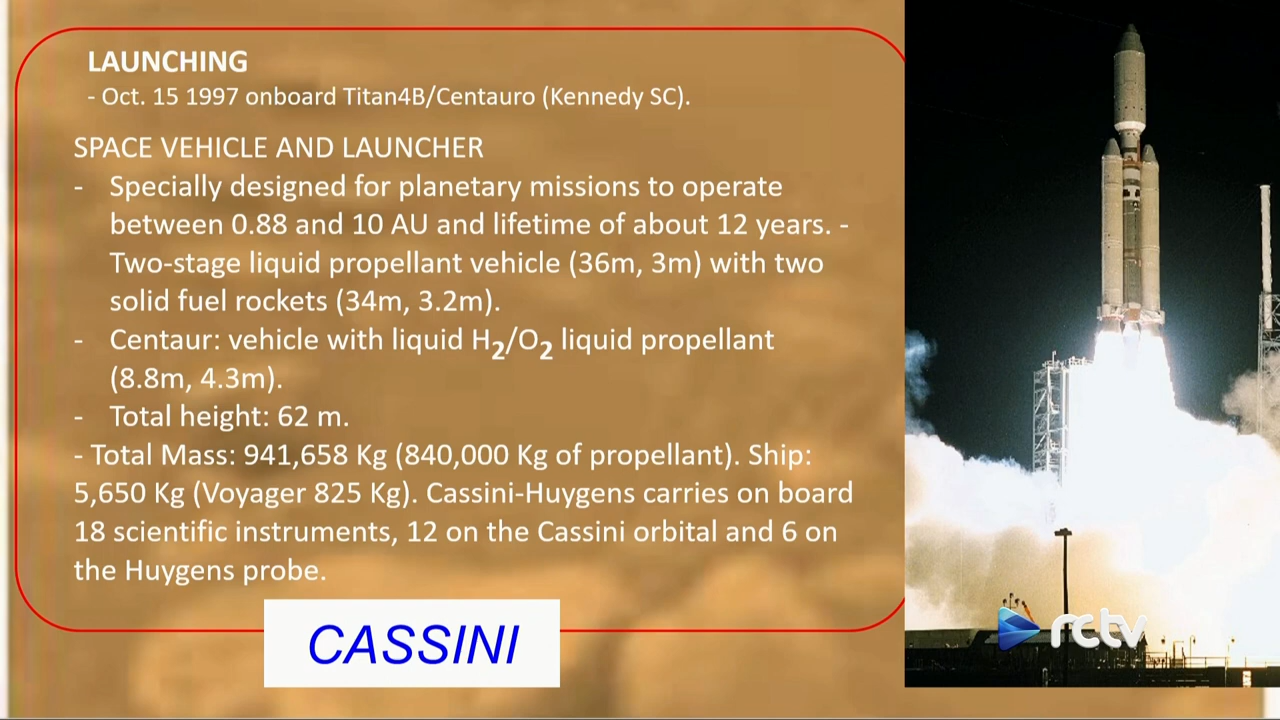 LAUNCHING
- Oct. 15 1997 onboard Titan4B/Centauro (Kennedy SC).
SPACE VEHICLE AND LAUNCHER
- Specially designed for planetary missions to operate
between 0.88 and 10 AU and lifetime of about 12 years. -
Two-stage liquid propellant vehicle (36m, 3m) with two
solid fuel rockets (34m, 3.2m).
- Centaur: vehicle with liquid H2/O2 liquid propellant
(8.8m, 4.3m).
- Total height: 62 m.
- Total Mass: 941,658 Kg (840,000 Kg of propellant). Ship:
5,650 Kg (Voyager 825 Kg). Cassini-Huygens carries on board
18 scientific instruments, 12 on the Cassini orbital and 6 on
the Huygens probe.
CASSINI
rctv